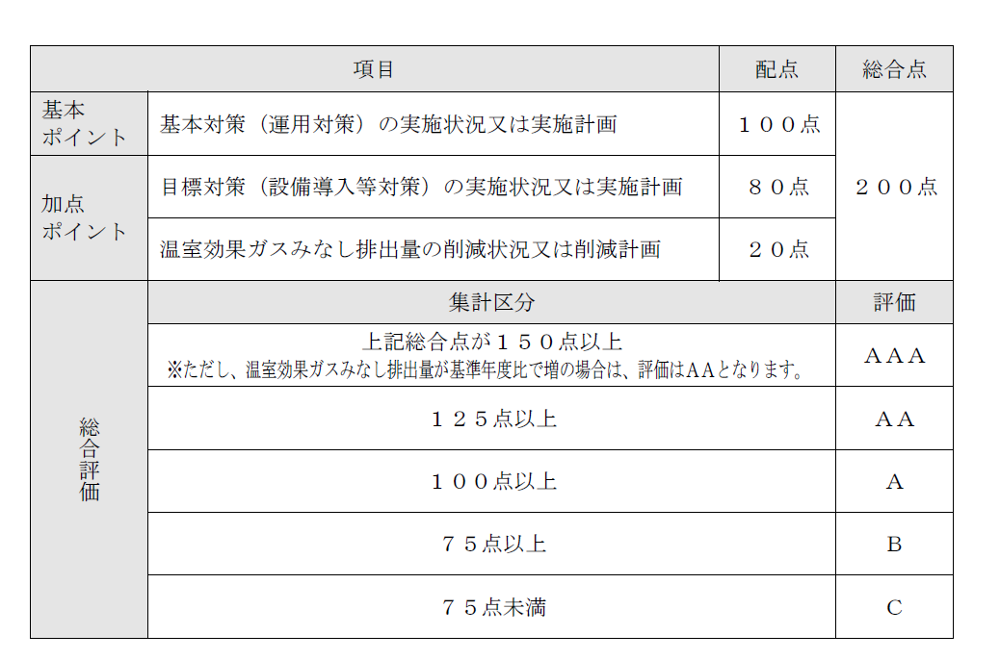 項目
配点
総合点
基本
ポイント
基本対策（運用対策）の実施状況又は実施計画
１００点
加点
ポイント
目標対策（設備導入等対策）の実施状況又は実施計画
８０点
２００点
温室効果ガスみなし排出量の削減状況又は削減計画
２０点
総合評価
集計区分
評価
上記総合点が１５０点以上
※ただし、温室効果ガスみなし排出量が基準年度比で増の場合は、評価はＡＡとなります。
ＡＡＡ
１２５点以上
ＡＡ
１００点以上
Ａ
７５点以上
Ｂ
７５点未満
Ｃ